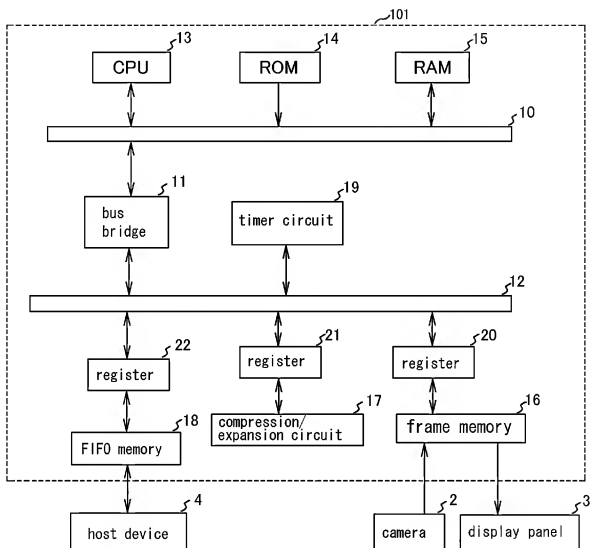 101
13
14
15
CPU
ROM
RAM
10
11
19
bus
bridge
timer circuit
12
22
21
20
register
register
register
18
17
16
FIFO memory
compression/
expansion circuit
frame memory
4
2
3
host device
camera
display panel